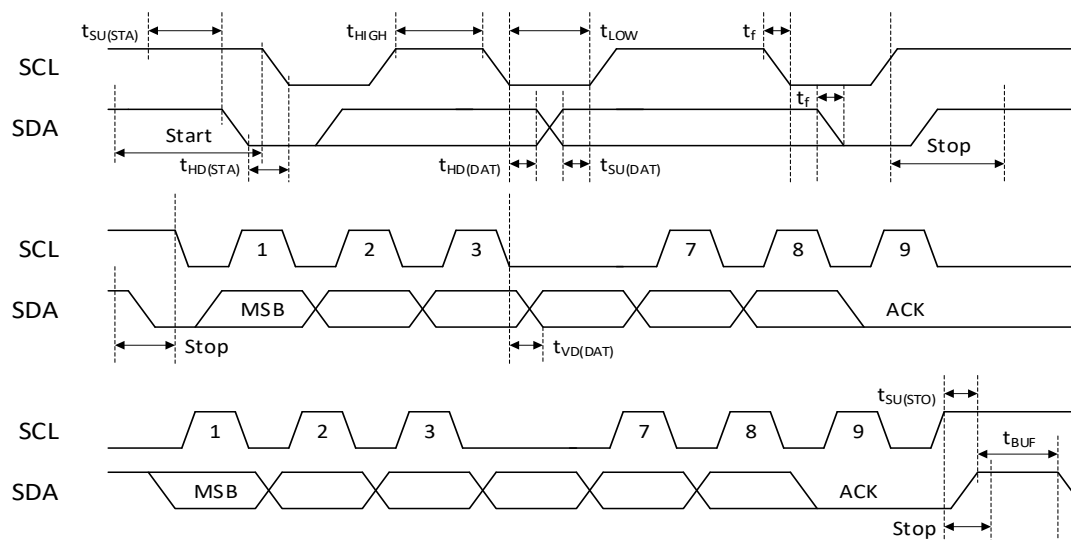 tSU(STA) tHIGH tLOW tf
SCL
tf
SDA Start Stop
tHD(STA) tHD(DAT) tSU(DAT)
SCL 1 2 3 7 8 9
SDA MSB ACK
Stop tVD(DAT)
tSU(STO)
SCL 1 2 3 7 8 9 tBUF
SDA MSB ACK
Stop